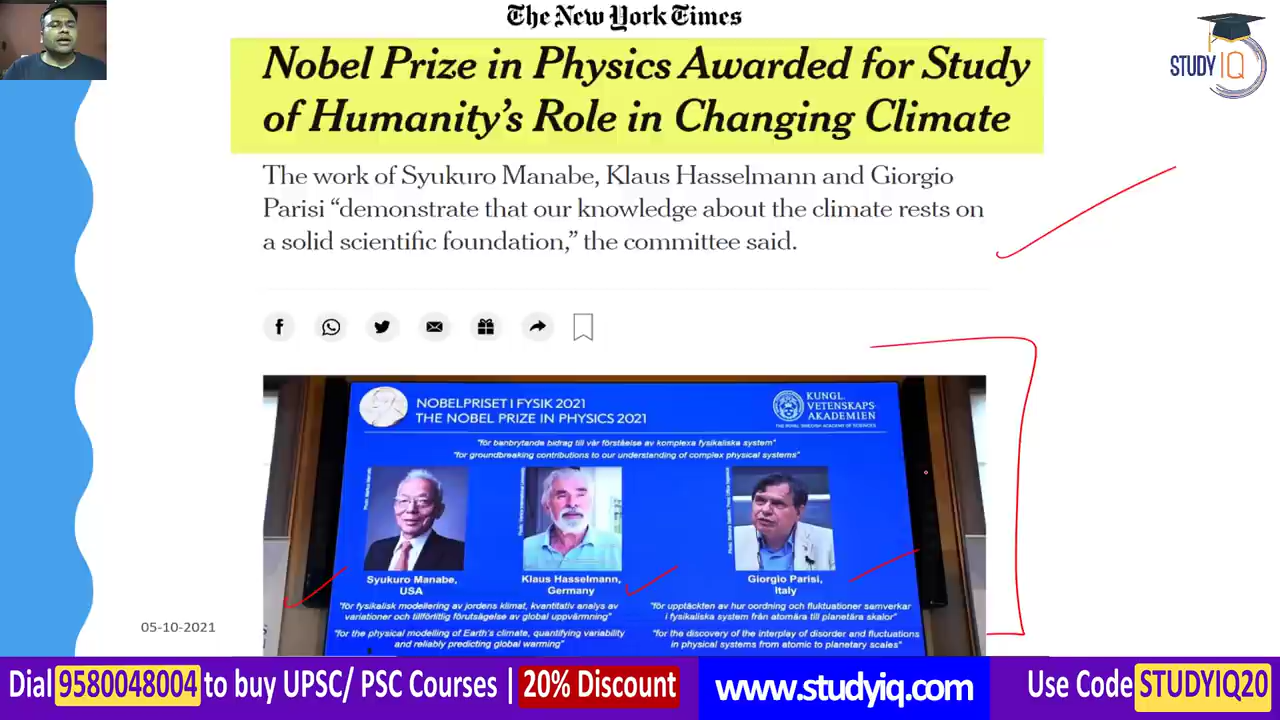 The New York Times
STUDY IQ
Nobel Prize in Physics Awarded for Study
of Humanity's Role in Changing Climate
The work of Syukuro Manabe, Klaus Hasselmann and Giorgio
Parisi “demonstrate that our knowledge about the climate rests on
a solid scientific foundation,” the committee said.
NOBELPRISET I FYSIK 2021
THE NOBEL PRIZE IN PHYSICS 2021
KUNGL.
VETENSKAPS-
AKADEMIEN
THE ROYAL SWEDISH ACADEMY OF SCIENCES
"för banbrytande bidrag till vår förståelse av komplexa fysikaliska system"
"for groundbreaking contributions to our understanding of complex physical systems"
Syukuro Manabe,
USA
Klaus Hasselmann,
Germany
Giorgio Parisi,
Italy
"för fysikalisk modellering av jordens klimat, kvantitativ analys av
variationer och tillförlitlig förutsägelse av global uppvärmning"
"for the physical modelling of Earth's climate, quantifying variability
and reliably predicting global warming"
"för upptäckten av hur oordning och fluktuationer samverkar
i fysikaliska system från atomära till planetära skalor"
"for the discovery of the interplay of disorder and fluctuations
in physical systems from atomic to planetary scales"
05-10-2021
Dial 9580048004 to buy UPSC/ PSC Courses | 20% Discount
www.studyiq.com
Use Code STUDYIQ20